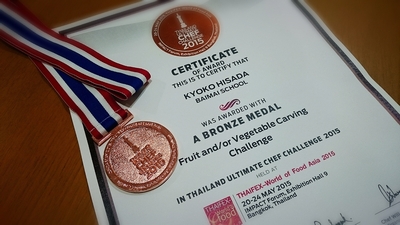 THAILAND
ULTIMATE
CHEF
CHALLENGE
2015
CERTIFICATE
OF AWARD
THIS IS TO CERTIFY THAT
KYOKO HISADA
BAIMAI SCHOOL
WAS AWARDED WITH
A BRONZE MEDAL
Fruit and/or Vegetable Carving
Challenge
IN THAILAND ULTIMATE CHEF CHALLENGE 2015
HELD AT
THAIFEX-World of Food Asia 2015
20-24 MAY 2015
IMPACT Forum, Exhibition Hall 9
Bangkok, Thailand
THAIFEX